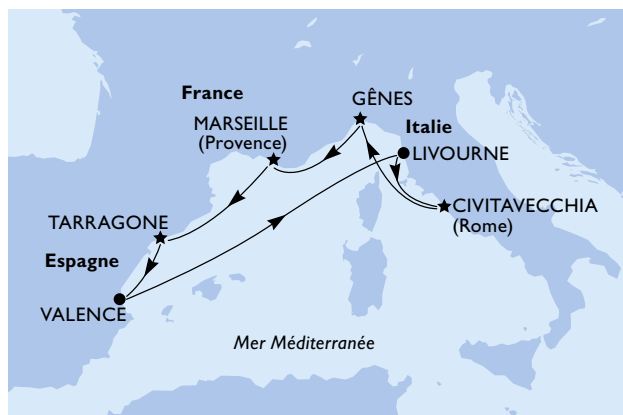 France
GÊNES
MARSEILLE
(Provence)
Italie
LIVOURNE
CIVITAVECCHIA
(Rome)
TARRAGONE
Espagne
VALENCE
Mer Méditerranée